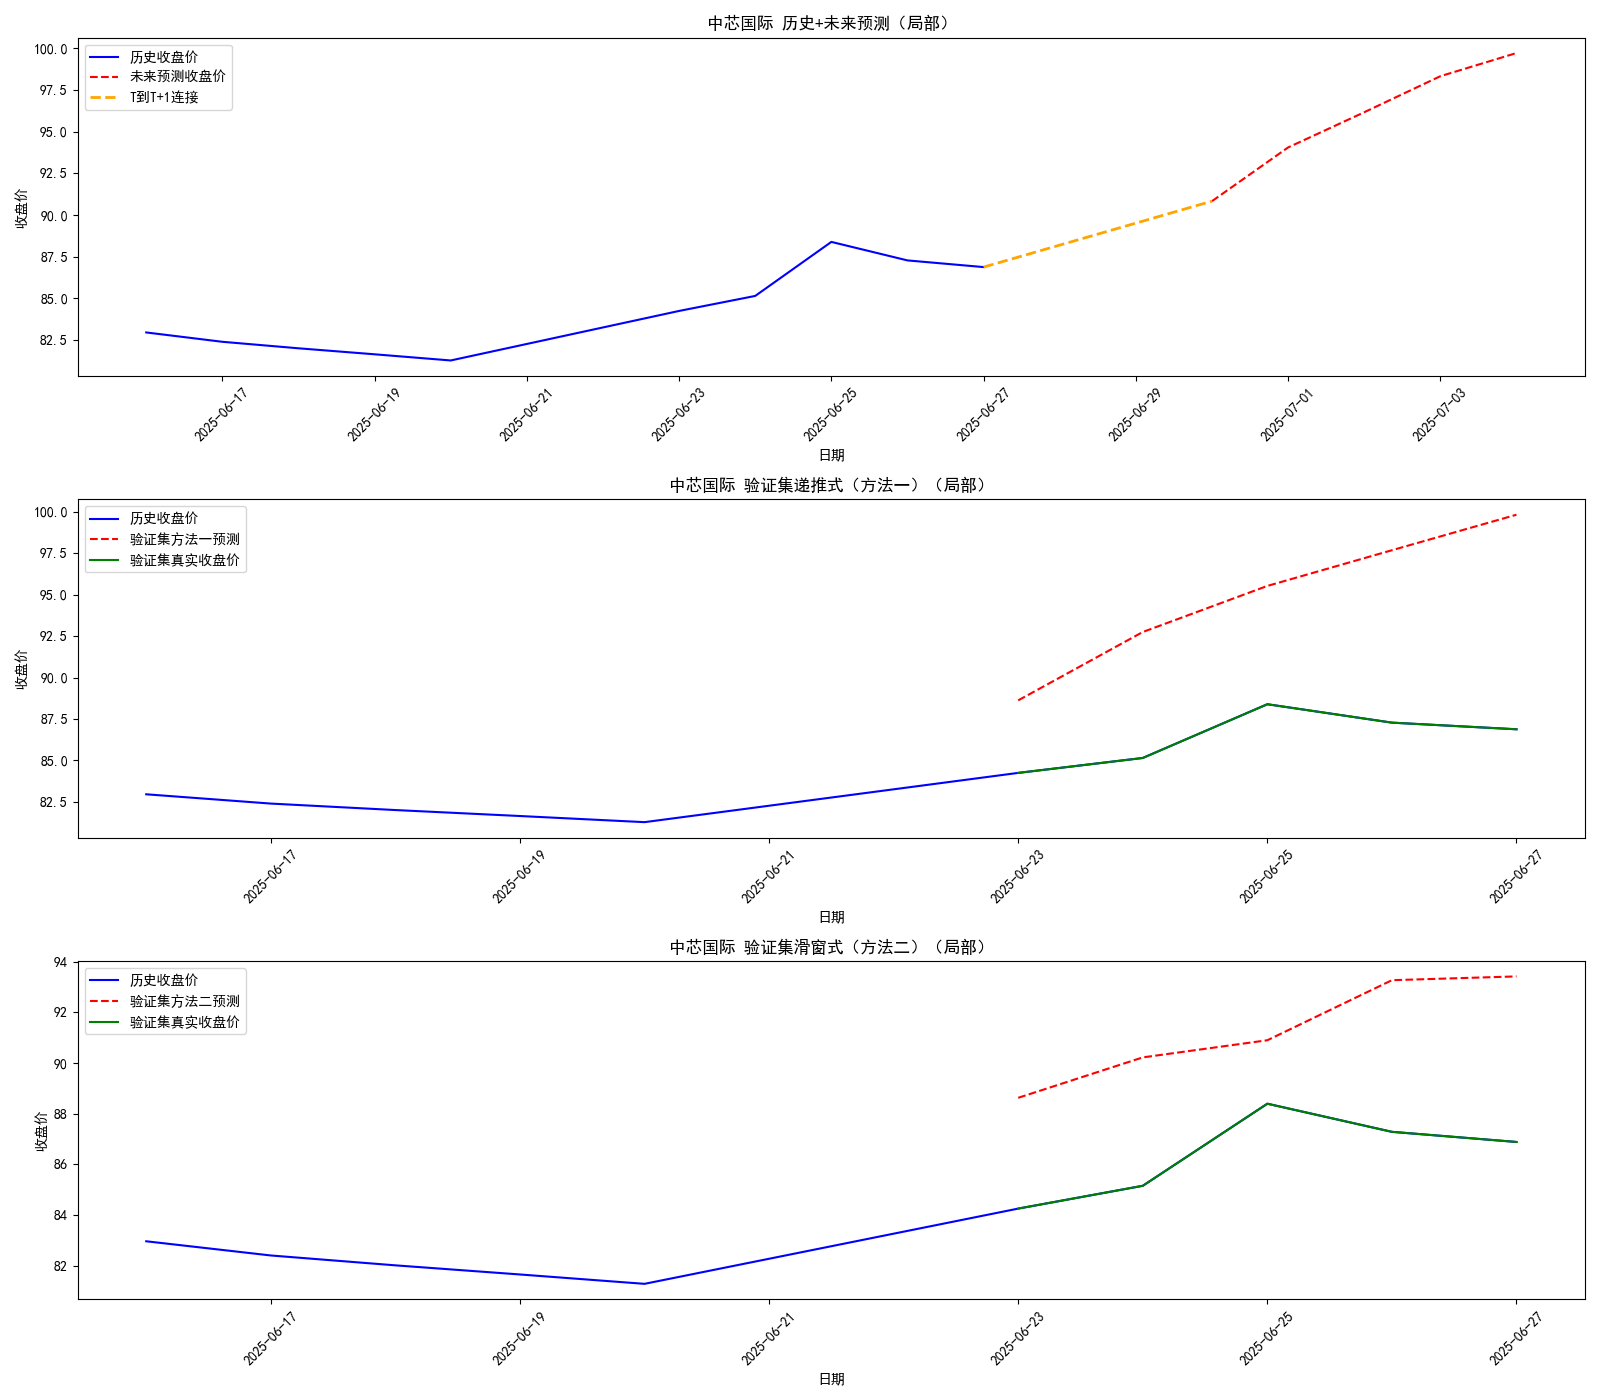 中芯国际 历史+未来预测（局部）
历史收盘价
未来预测收盘价
T到T+1连接
收盘价
100.0
97.5
95.0
92.5
90.0
87.5
85.0
82.5
2025-06-17
2025-06-19
2025-06-21
2025-06-23
2025-06-25
2025-06-27
2025-06-29
2025-07-01
2025-07-03
日期
中芯国际 验证集递推式（方法一）（局部）
历史收盘价
验证集方法一预测
验证集真实收盘价
收盘价
100.0
97.5
95.0
92.5
90.0
87.5
85.0
82.5
2025-06-17
2025-06-19
2025-06-21
2025-06-23
2025-06-25
2025-06-27
日期
中芯国际 验证集滑窗式（方法二）（局部）
历史收盘价
验证集方法二预测
验证集真实收盘价
收盘价
94
92
90
88
86
84
82
2025-06-17
2025-06-19
2025-06-21
2025-06-23
2025-06-25
2025-06-27
日期